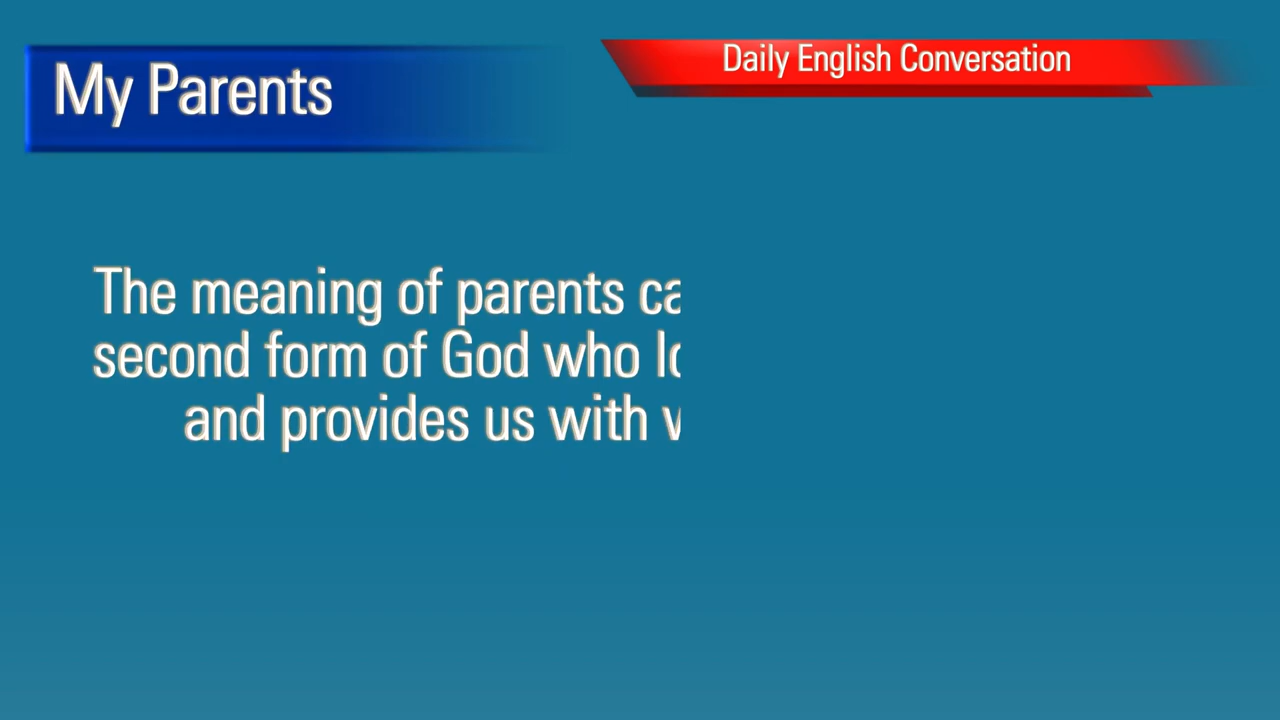 My Parents
Daily English Conversation
The meaning of parents
second form of God who
and provides us with